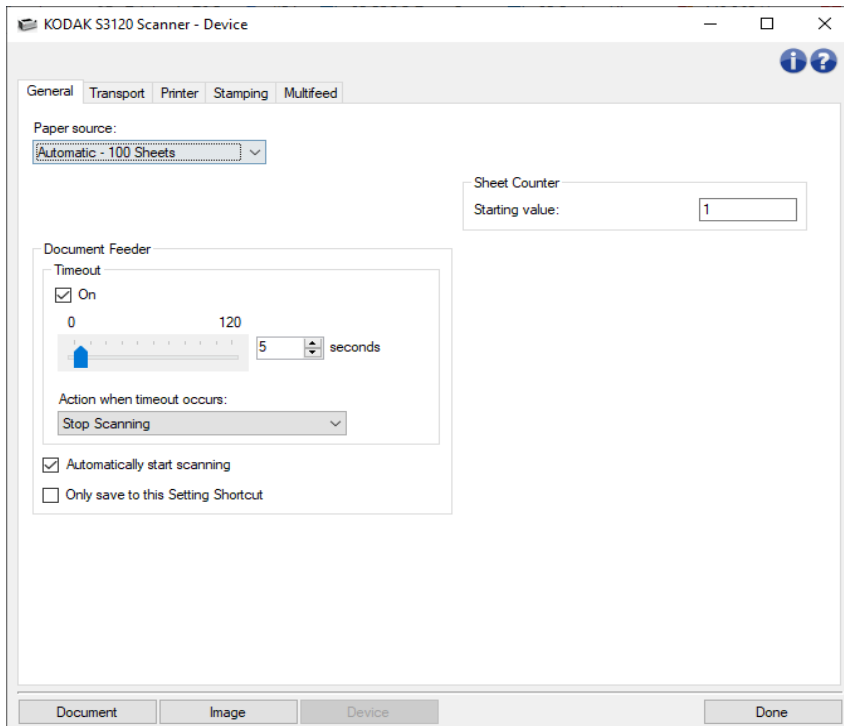 KODAK S3120 Scanner - Device
General Transport Printer Stamping Multifeed
Paper source:
Automatic - 100 Sheets
Sheet Counter
Starting value: 1
Document Feeder
Timeout
On
0 120
5 seconds
Action when timeout occurs:
Stop Scanning
Automatically start scanning
Only save to this Setting Shortcut
Document Image Device Done